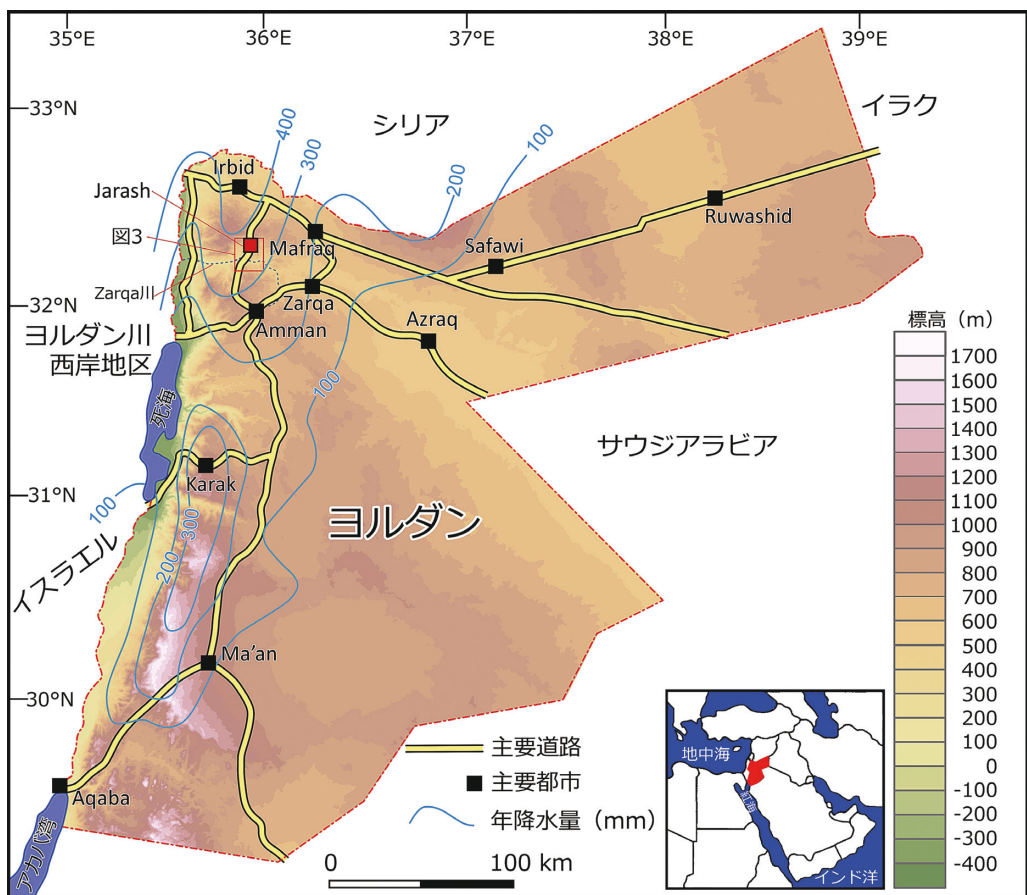 35°E
36°E
37°E
38°E
39°E
33°N
32°N
31°N
30°N
シリア
イラク
400
300
200
100
Irbid
Jarash
図3
Mafraq
Zarqa川
Zarqa
Amman
Azraq
Safawi
Ruwashid
ヨルダン川
西岸地区
死海
100
サウジアラビア
Karak
100
300
200
ヨルダン
イスラエル
Ma'an
Aqaba
アカバ湾
主要道路
主要都市
年降水量（mm）
0
100 km
地中海
紅海
インド洋
標高（m）
1700
1600
1500
1400
1300
1200
1100
1000
900
800
700
600
500
400
300
200
100
0
-100
-200
-300
-400